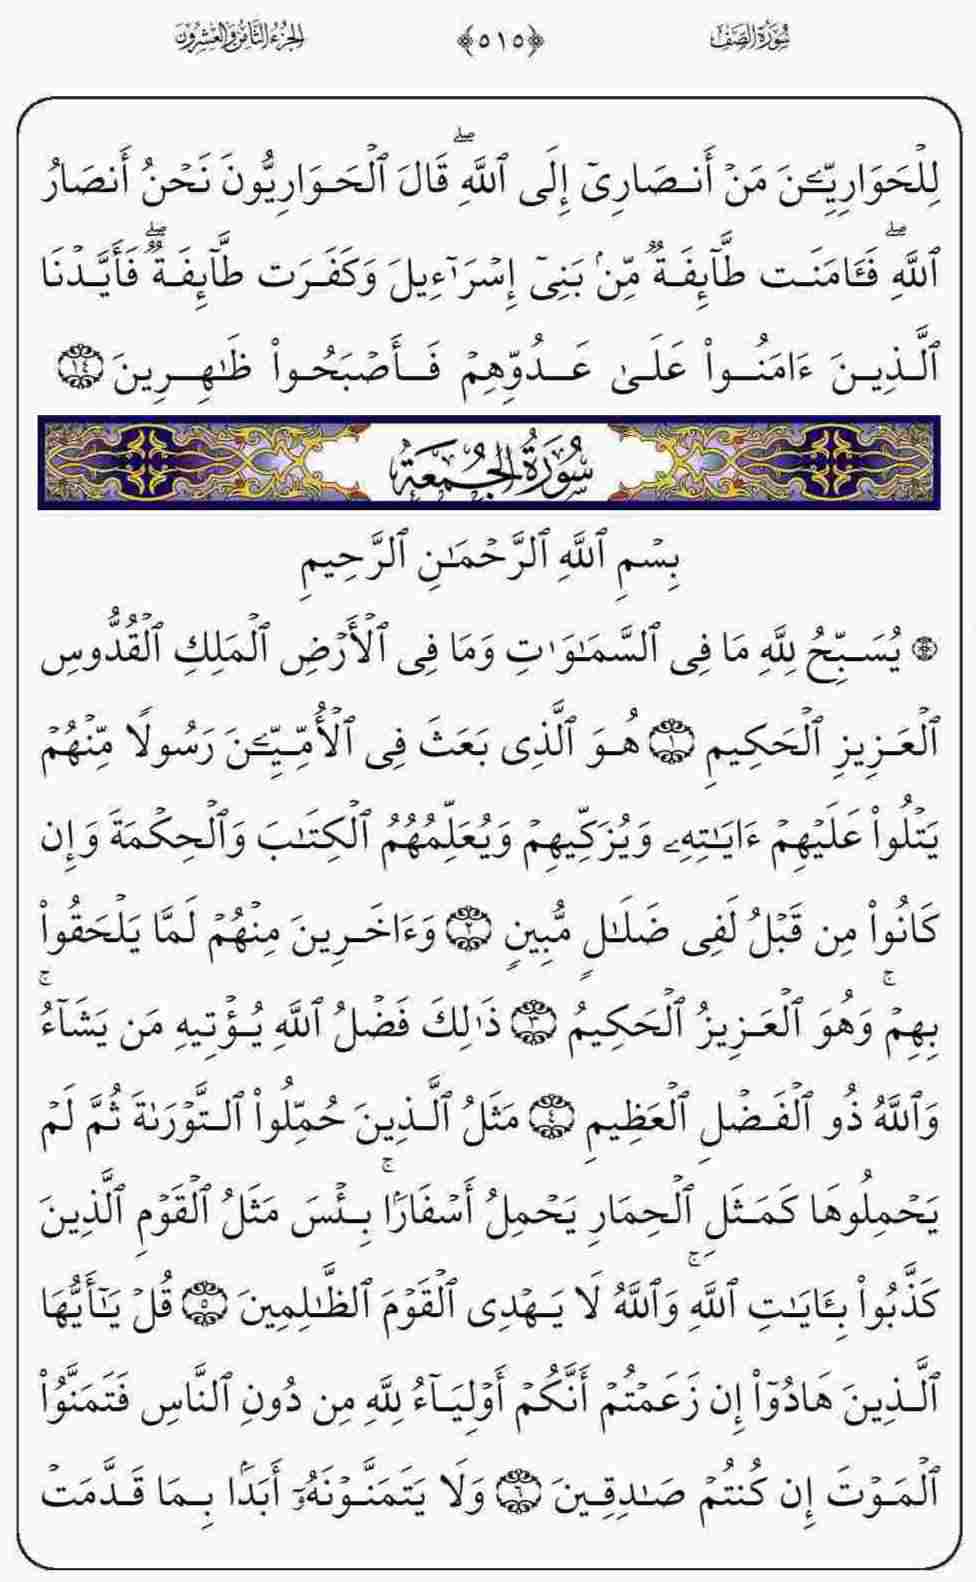 سُورَةُ الصَّفِّ ﴿٥١٥﴾ الجُزءُ الثَّامِنُ وَالعِشرُونَ
لِلۡحَوَارِيِّـۧنَ مَنۡ أَنصَارِيٓ إِلَى ٱللَّهِۖ قَالَ ٱلۡحَوَارِيُّونَ نَحۡنُ أَنصَارُ
ٱللَّهِۖ فَـَٔامَنَت طَّآئِفَةٞ مِّنۢ بَنِيٓ إِسۡرَٰٓءِيلَ وَكَفَرَت طَّآئِفَةٞۖ فَأَيَّدۡنَا
ٱلَّذِينَ ءَامَنُواْ عَلَىٰ عَدُوِّهِمۡ فَأَصۡبَحُواْ ظَٰهِرِينَ ١٤
سُورَةُ الجُمُعَةِ
بِسۡمِ ٱللَّهِ ٱلرَّحۡمَٰنِ ٱلرَّحِيمِ
۞ يُسَبِّحُ لِلَّهِ مَا فِي ٱلسَّمَٰوَٰتِ وَمَا فِي ٱلۡأَرۡضِ ٱلۡمَلِكِ ٱلۡقُدُّوسِ
ٱلۡعَزِيزِ ٱلۡحَكِيمِ ١ هُوَ ٱلَّذِي بَعَثَ فِي ٱلۡأُمِّيِّـۧنَ رَسُولٗا مِّنۡهُمۡ
يَتۡلُواْ عَلَيۡهِمۡ ءَايَٰتِهِۦ وَيُزَكِّيهِمۡ وَيُعَلِّمُهُمُ ٱلۡكِتَٰبَ وَٱلۡحِكۡمَةَ وَإِن
كَانُواْ مِن قَبۡلُ لَفِي ضَلَٰلٖ مُّبِينٖ ٢ وَءَاخَرِينَ مِنۡهُمۡ لَمَّا يَلۡحَقُواْ
بِهِمۡۚ وَهُوَ ٱلۡعَزِيزُ ٱلۡحَكِيمُ ٣ ذَٰلِكَ فَضۡلُ ٱللَّهِ يُؤۡتِيهِ مَن يَشَآءُۚ
وَٱللَّهُ ذُو ٱلۡفَضۡلِ ٱلۡعَظِيمِ ٤ مَثَلُ ٱلَّذِينَ حُمِّلُواْ ٱلتَّوۡرَىٰةَ ثُمَّ لَمۡ
يَحۡمِلُوهَا كَمَثَلِ ٱلۡحِمَارِ يَحۡمِلُ أَسۡفَارَۢاۚ بِئۡسَ مَثَلُ ٱلۡقَوۡمِ ٱلَّذِينَ
كَذَّبُواْ بِـَٔايَٰتِ ٱللَّهِۚ وَٱللَّهُ لَا يَهۡدِي ٱلۡقَوۡمَ ٱلظَّٰلِمِينَ ٥ قُلۡ يَٰٓأَيُّهَا
ٱلَّذِينَ هَادُوٓاْ إِن زَعَمۡتُمۡ أَنَّكُمۡ أَوۡلِيَآءُ لِلَّهِ مِن دُونِ ٱلنَّاسِ فَتَمَنَّوُاْ
ٱلۡمَوۡتَ إِن كُنتُمۡ صَٰدِقِينَ ٦ وَلَا يَتَمَنَّوۡنَهُۥٓ أَبَدَۢا بِمَا قَدَّمَتۡ